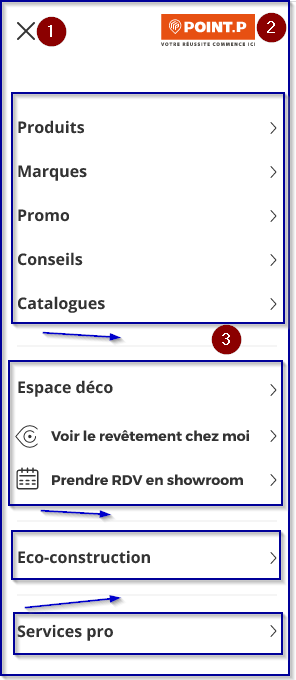 1
POINT.P
2
VOTRE RÉUSSITE COMMENCE ICI
Produits
Marques
Promo
Conseils
Catalogues
3
Espace déco
Voir le revêtement chez moi
Prendre RDV en showroom
Eco-construction
Services pro